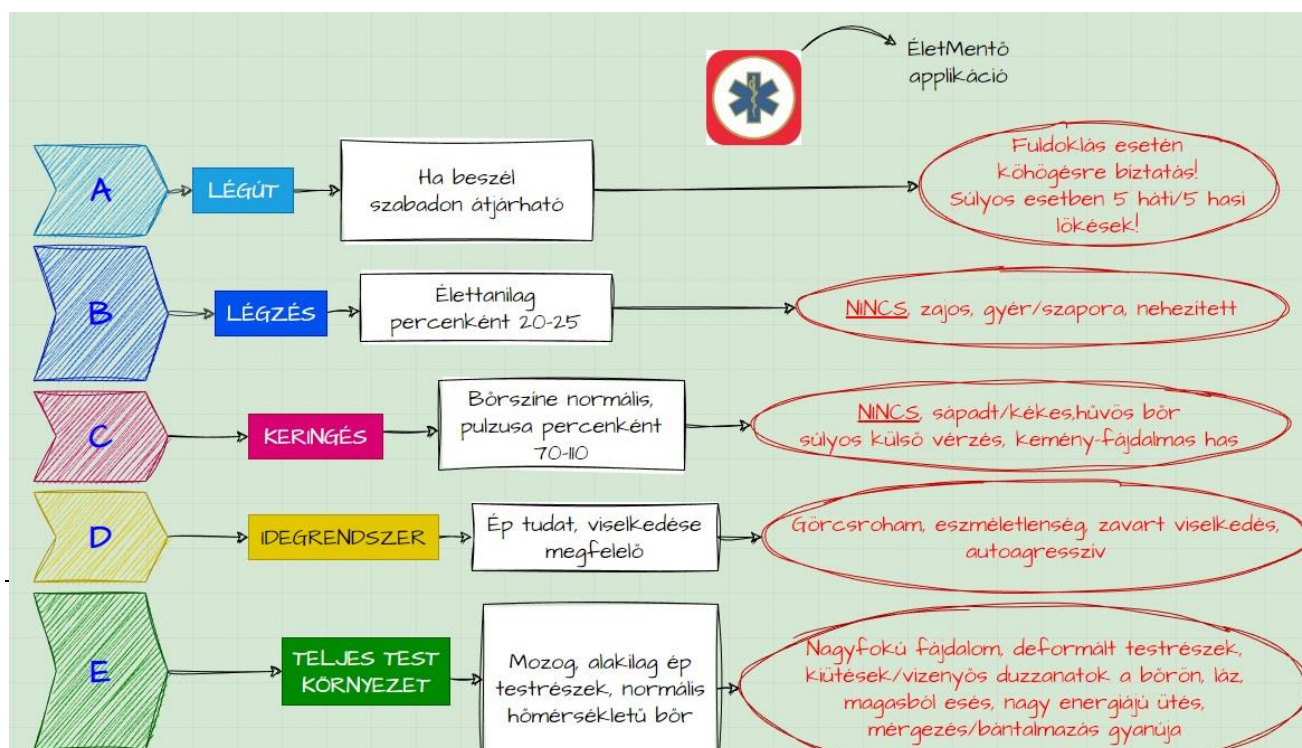 ÉletMentő
applikáció
A
LÉGÚT
Ha beszél
szabadon átjárható
Fuldoklás esetén
köhögésre biztatás!
Súlyos esetben 5 háti/5 hasi
lökések!
B
LÉGZÉS
Élettanilag
percenként 20-25
NINCS, zajos, gyér/szapora, nehezített
C
KERINGÉS
Bőrszíne normális,
pulzusa percenként
70-110
NINCS, sápadt/kékes,hűvös bőr
súlyos külső vérzés, kemény-fájdalmas has
D
IDEGRENDSZER
Ép tudat, viselkedése
megfelelő
Görcsroham, eszméletlenség, zavart viselkedés,
autoagresszív
E
TELJES TEST
KÖRNYEZET
Mozog, alakilag ép
testrészek, normális
hőmérsékletű bőr
Nagyfokú fájdalom, deformált testrészek,
kiütések/vizenyős duzzanatok a bőrön, láz,
magasból esés, nagy energiájú ütés,
mérgezés/bántalmazás gyanúja